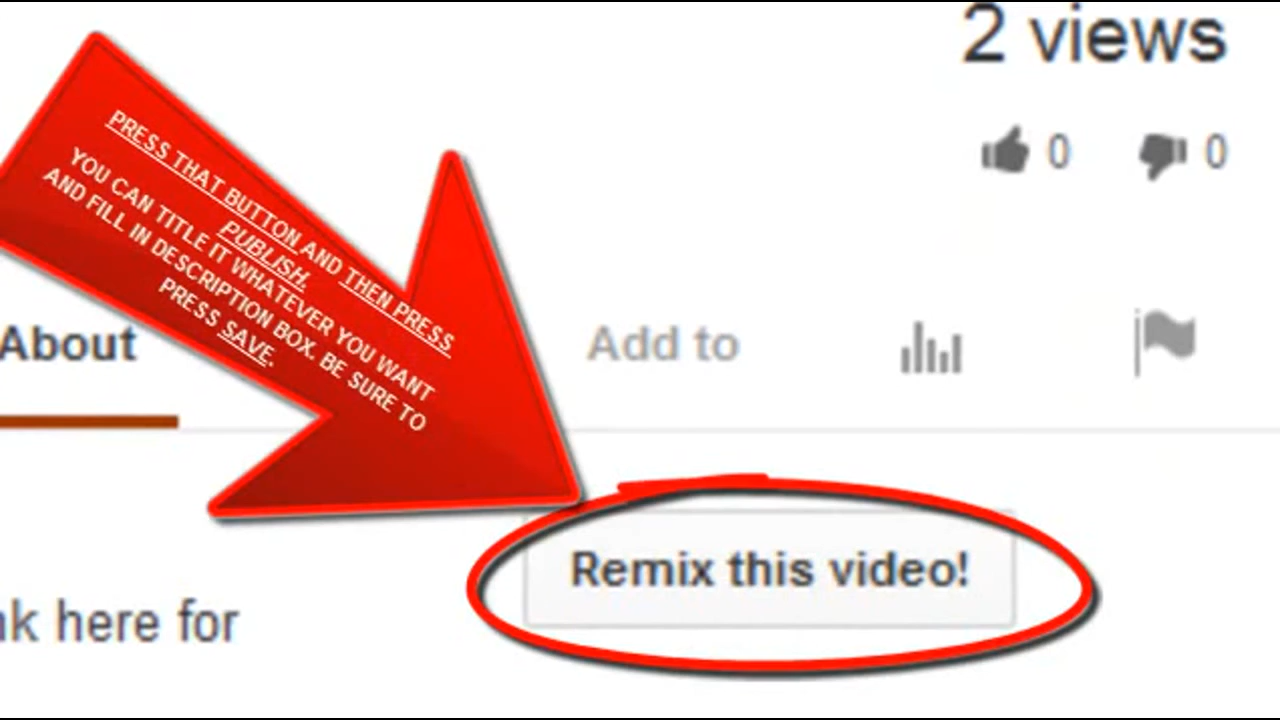 2 views
0 0
PRESS THAT BUTTON AND THEN PRESS
PUBLISH.
YOU CAN TITLE IT WHATEVER YOU WANT
AND FILL IN DESCRIPTION BOX. BE SURE TO
PRESS SAVE.
About Add to
Remix this video!
nk here for